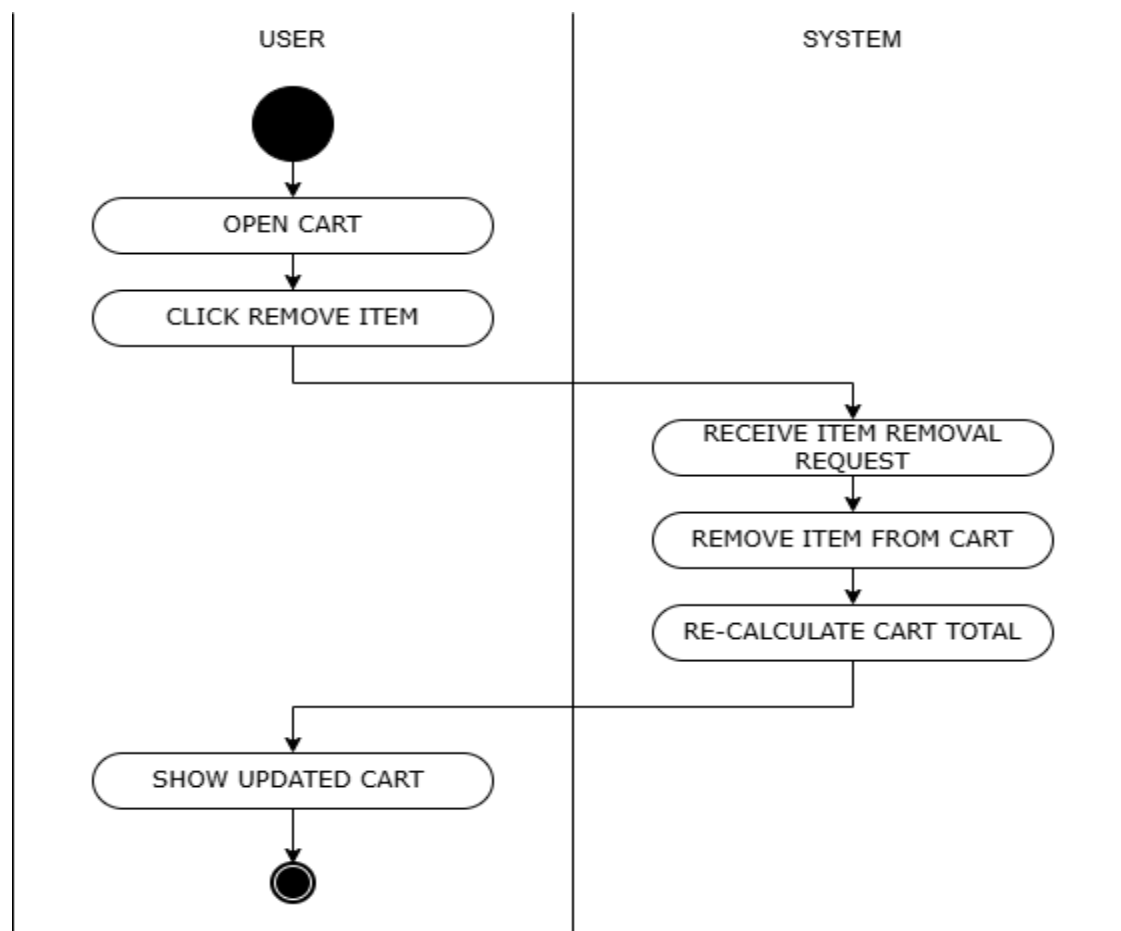 USER
SYSTEM
OPEN CART
CLICK REMOVE ITEM
RECEIVE ITEM REMOVAL
REQUEST
REMOVE ITEM FROM CART
RE-CALCULATE CART TOTAL
SHOW UPDATED CART